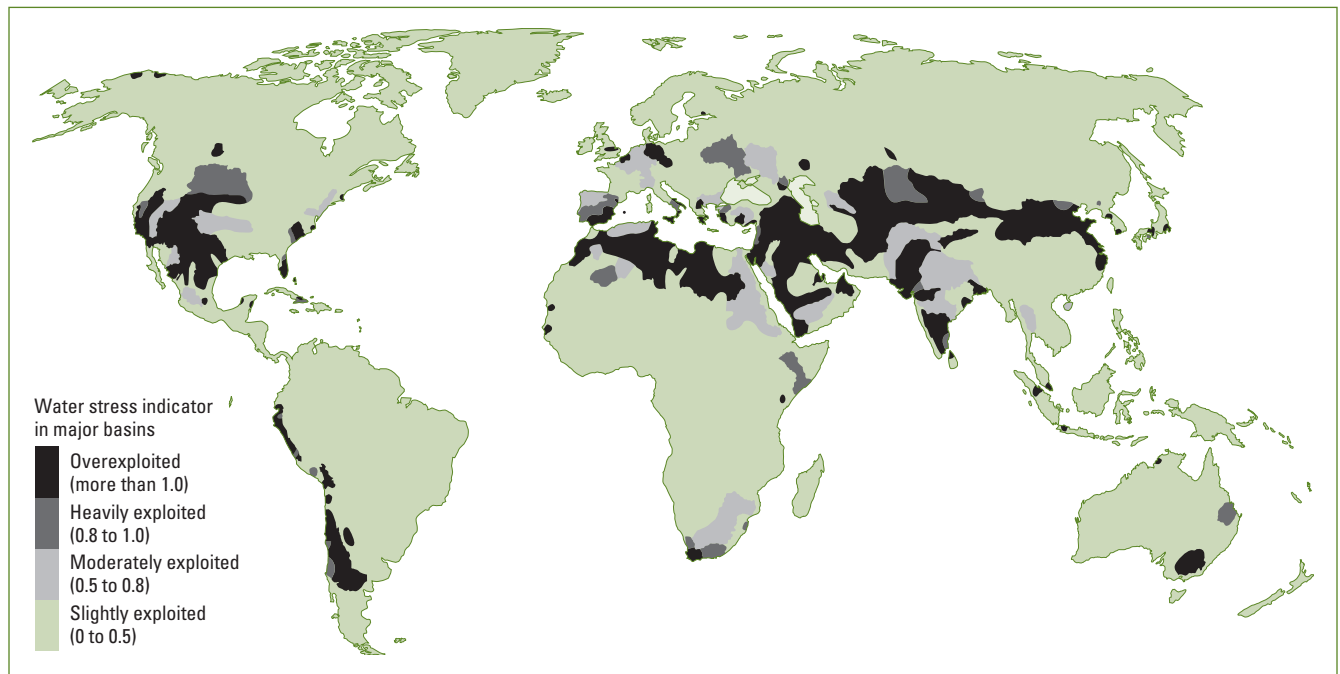 Water stress indicator
in major basins
Overexploited
(more than 1.0)
Heavily exploited
(0.8 to 1.0)
Moderately exploited
(0.5 to 0.8)
Slightly exploited
(0 to 0.5)